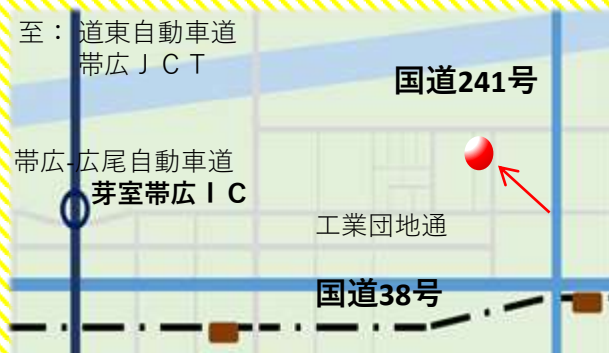 至：道東自動車道
帯広ＪＣＴ
国道241号
帯広-広尾自動車道
芽室帯広ＩＣ
工業団地通
国道38号